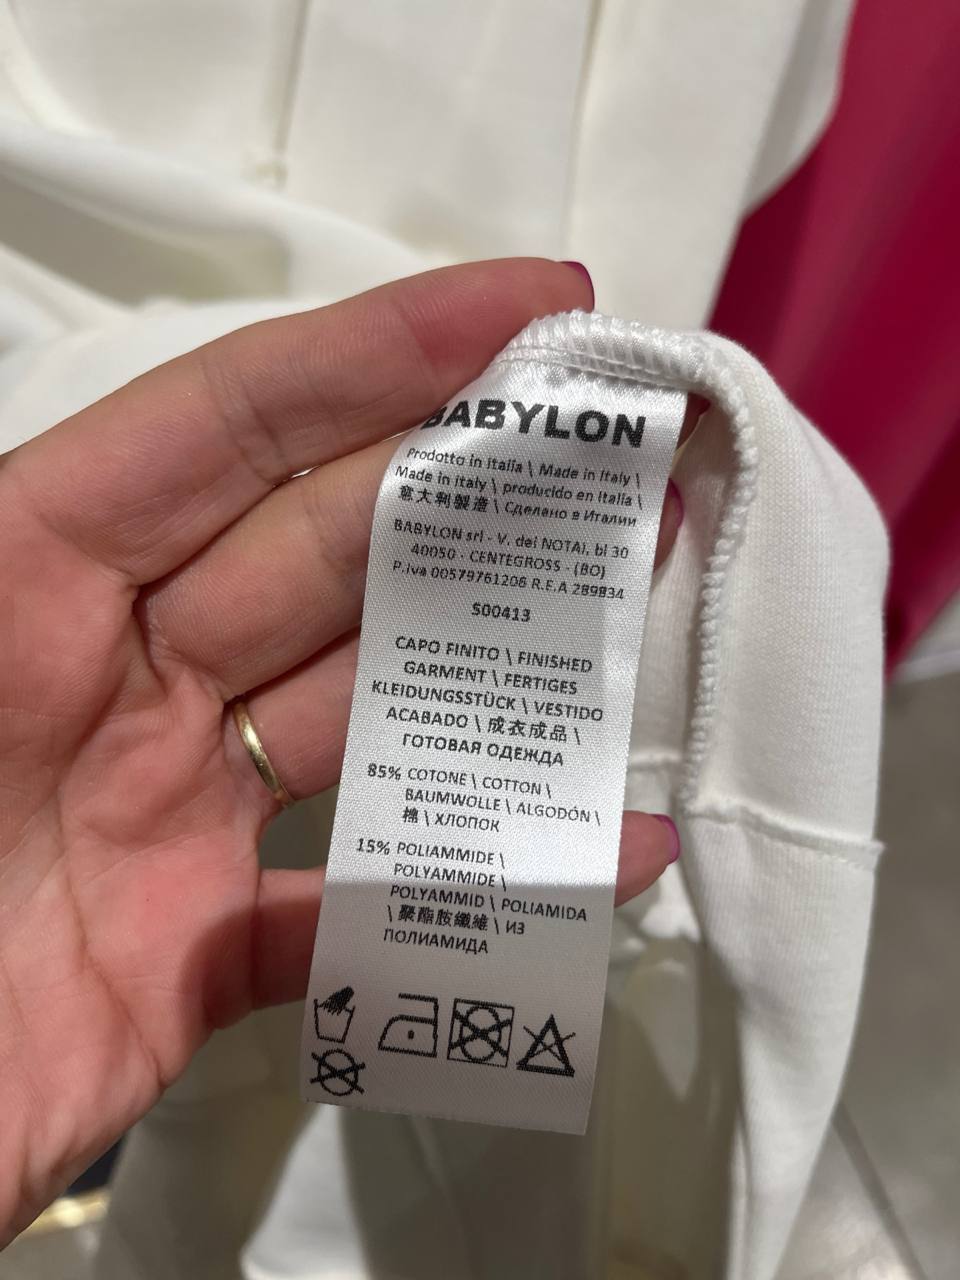 BABYLON
Prodotto in Italia \ Made in Italy \
Made in italy \ producido en Italia \
意大利製造 \ Сделано в Италии
BABYLON srl - V. dei NOTAI, bl 30
40050 - CENTEGROSS - (BO)
P.iva 00579761206 R.E.A 289834
S00413
CAPO FINITO \ FINISHED
GARMENT \ FERTIGES
KLEIDUNGSSTÜCK \ VESTIDO
ACABADO \ 成衣成品 \
ГОТОВАЯ ОДЕЖДА
85% COTONE \ COTTON \
BAUMWOLLE \ ALGODÓN \
棉 \ ХЛОПОК
15% POLIAMMIDE \
POLYAMMIDE \
POLYAMMID \ POLIAMIDA
\ 聚酯胺纖維 \ ИЗ
ПОЛИАМИДА